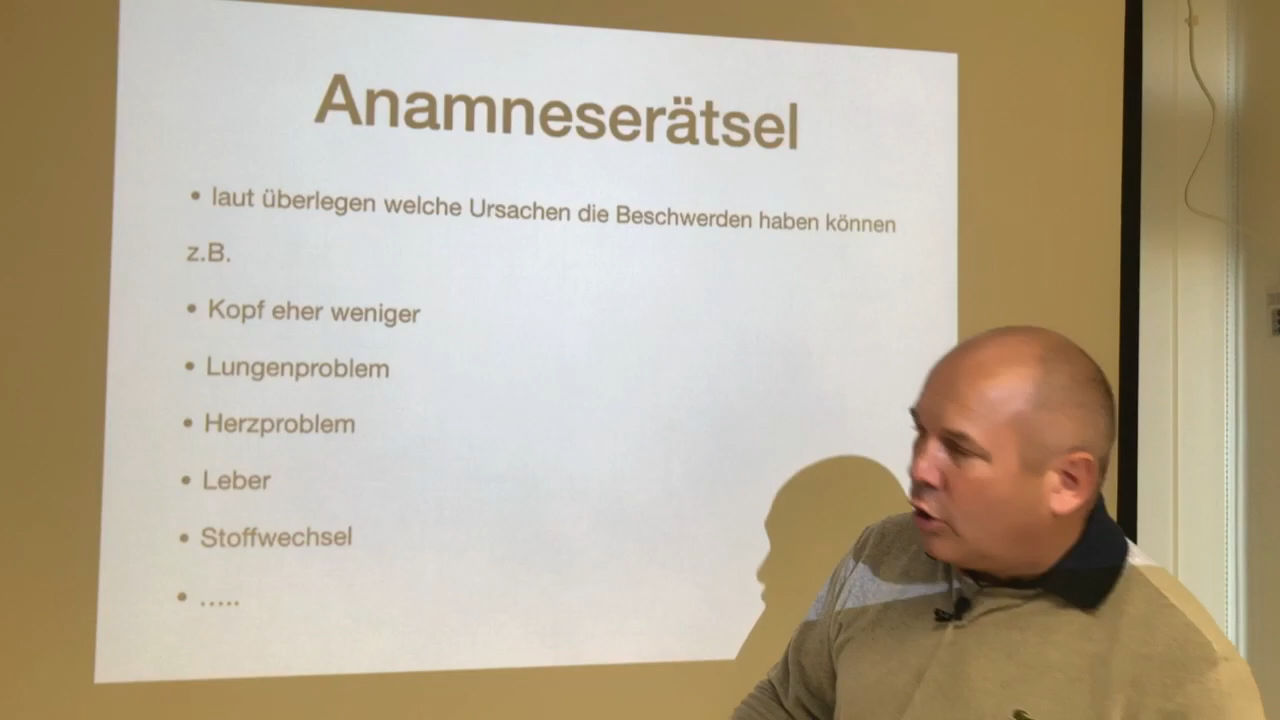 Anamneserätsel
• laut überlegen welche Ursachen die Beschwerden haben können
z.B.
• Kopf eher weniger
• Lungenproblem
• Herzproblem
• Leber
• Stoffwechsel
• .....